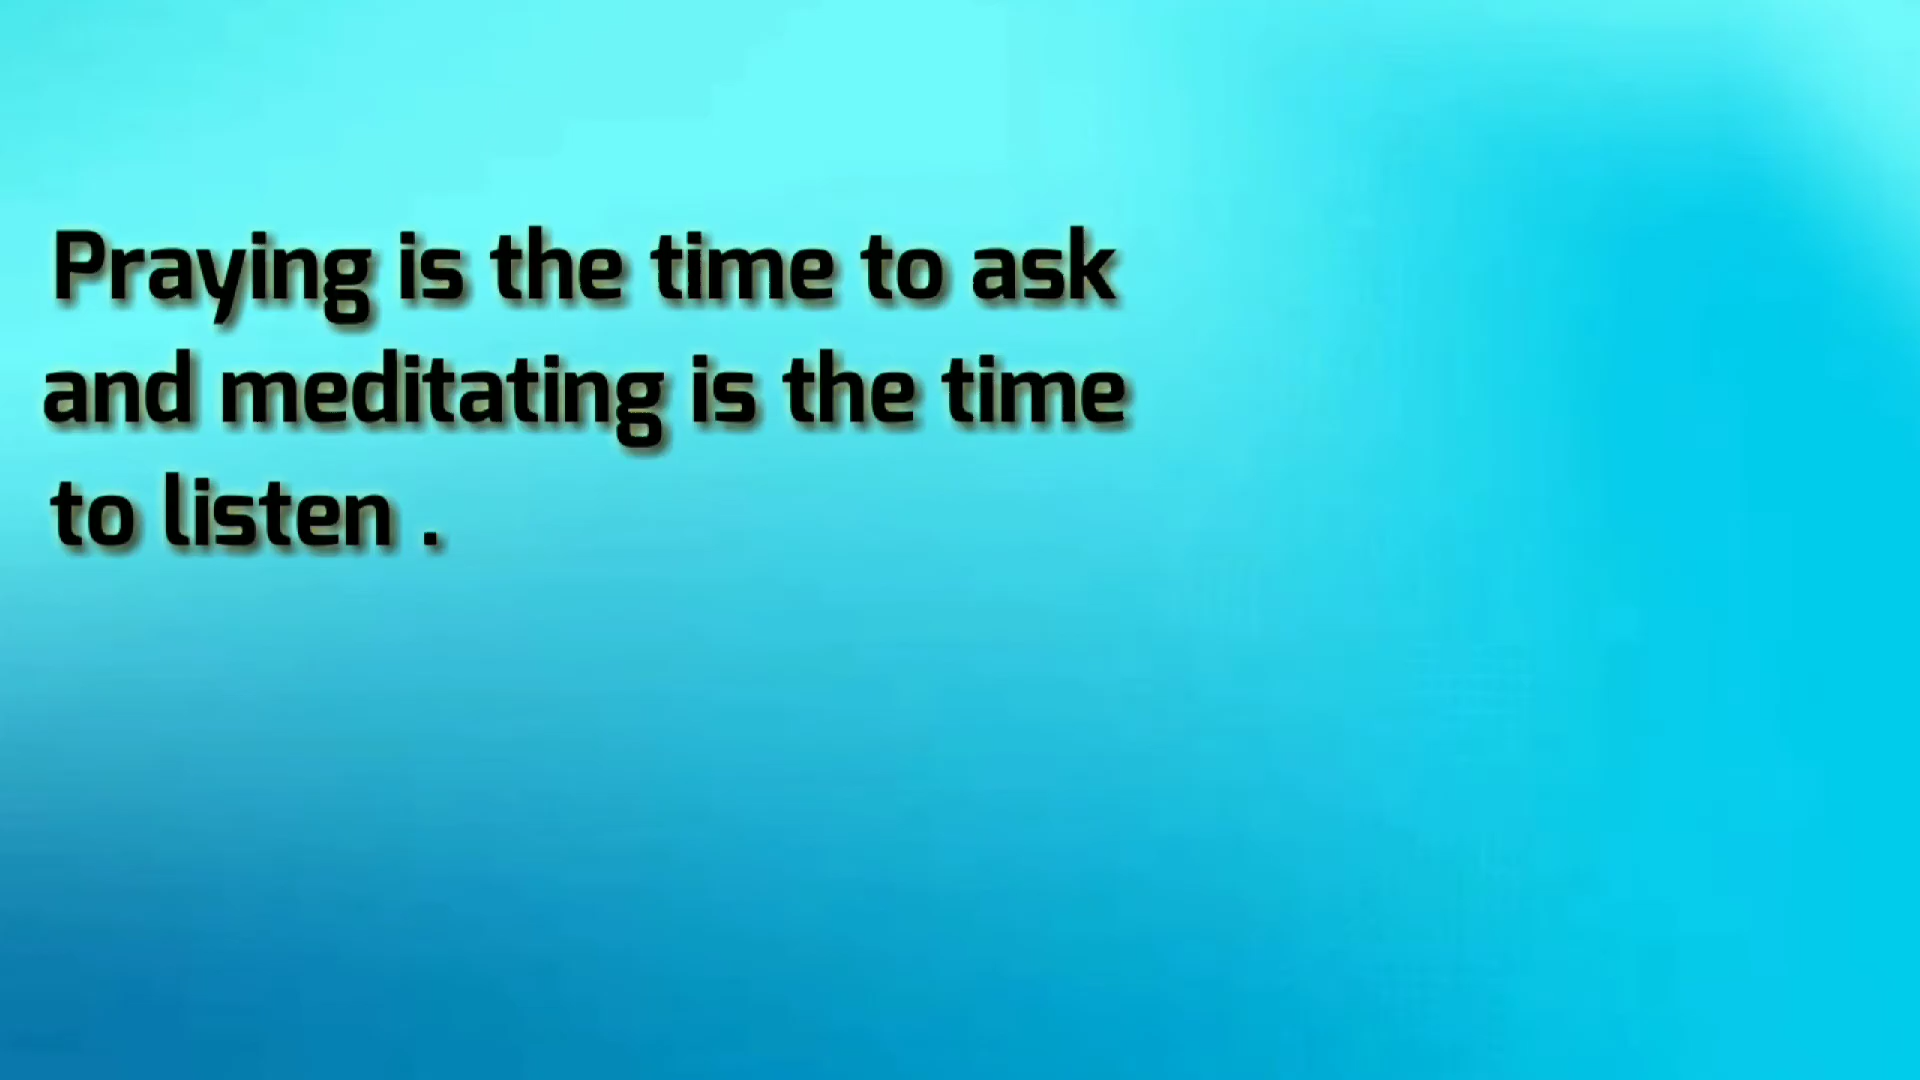 Praying is the time to ask
and meditating is the time
to listen .